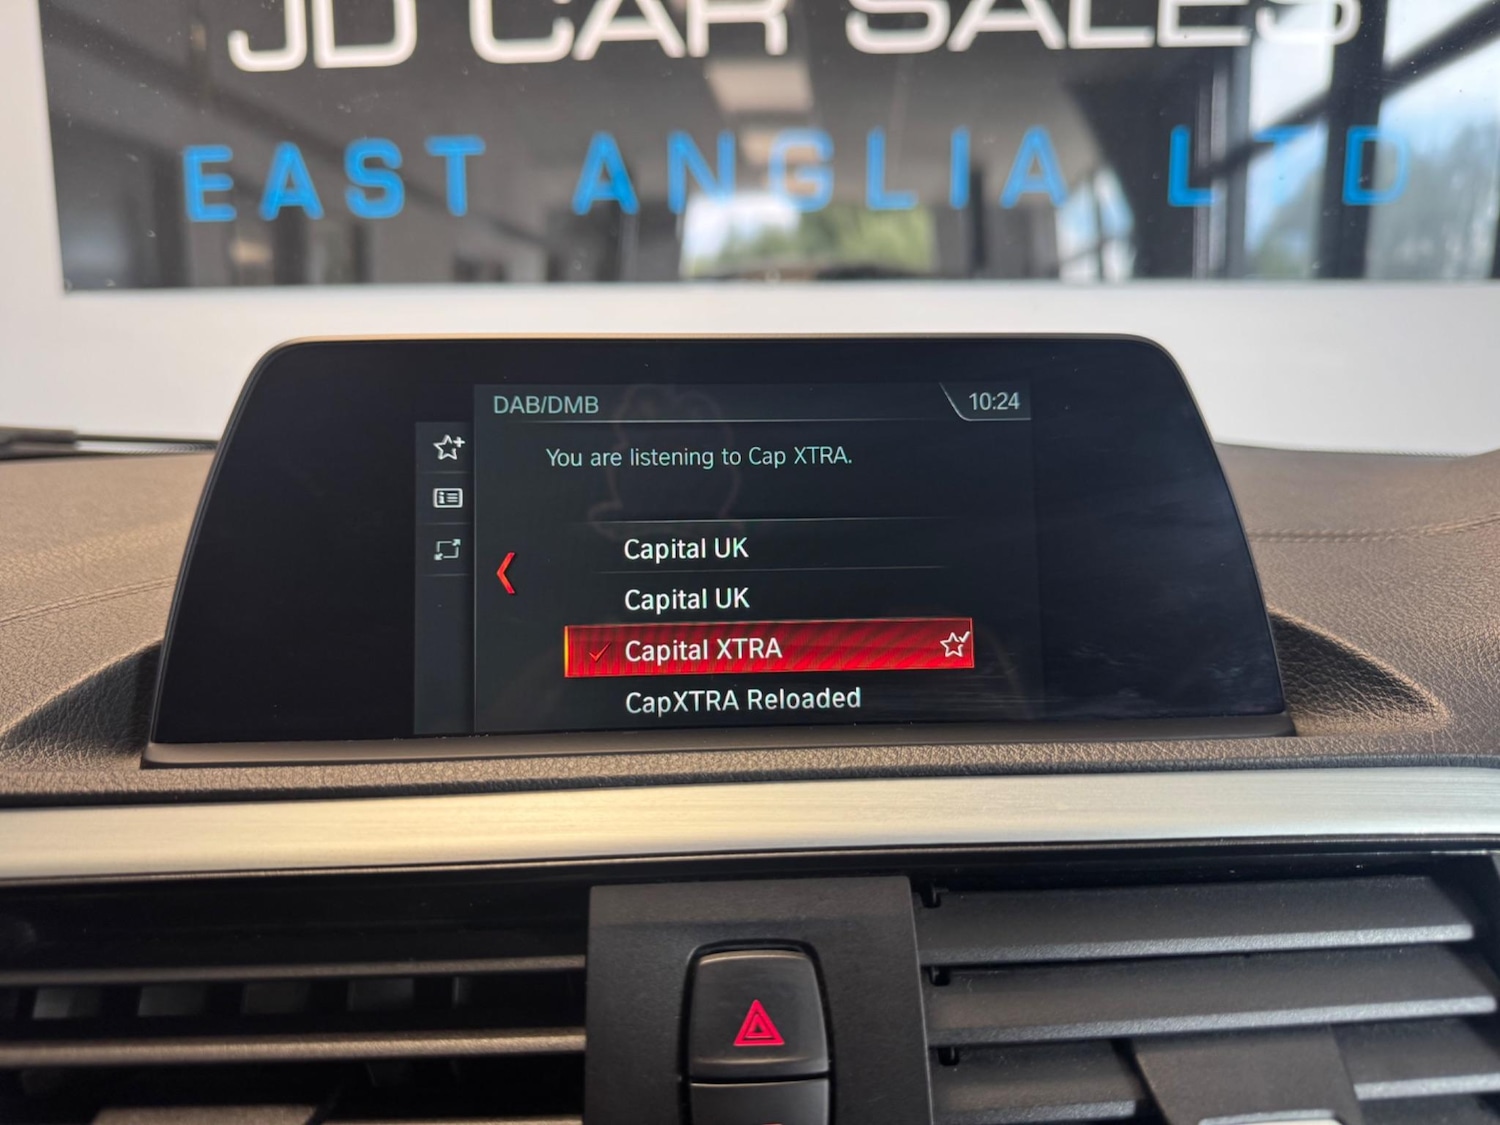 JD CAR SALES
EAST ANGLIA LTD
DAB/DMB
10:24
You are listening to Cap XTRA.
Capital UK
Capital UK
Capital XTRA
CapXTRA Reloaded